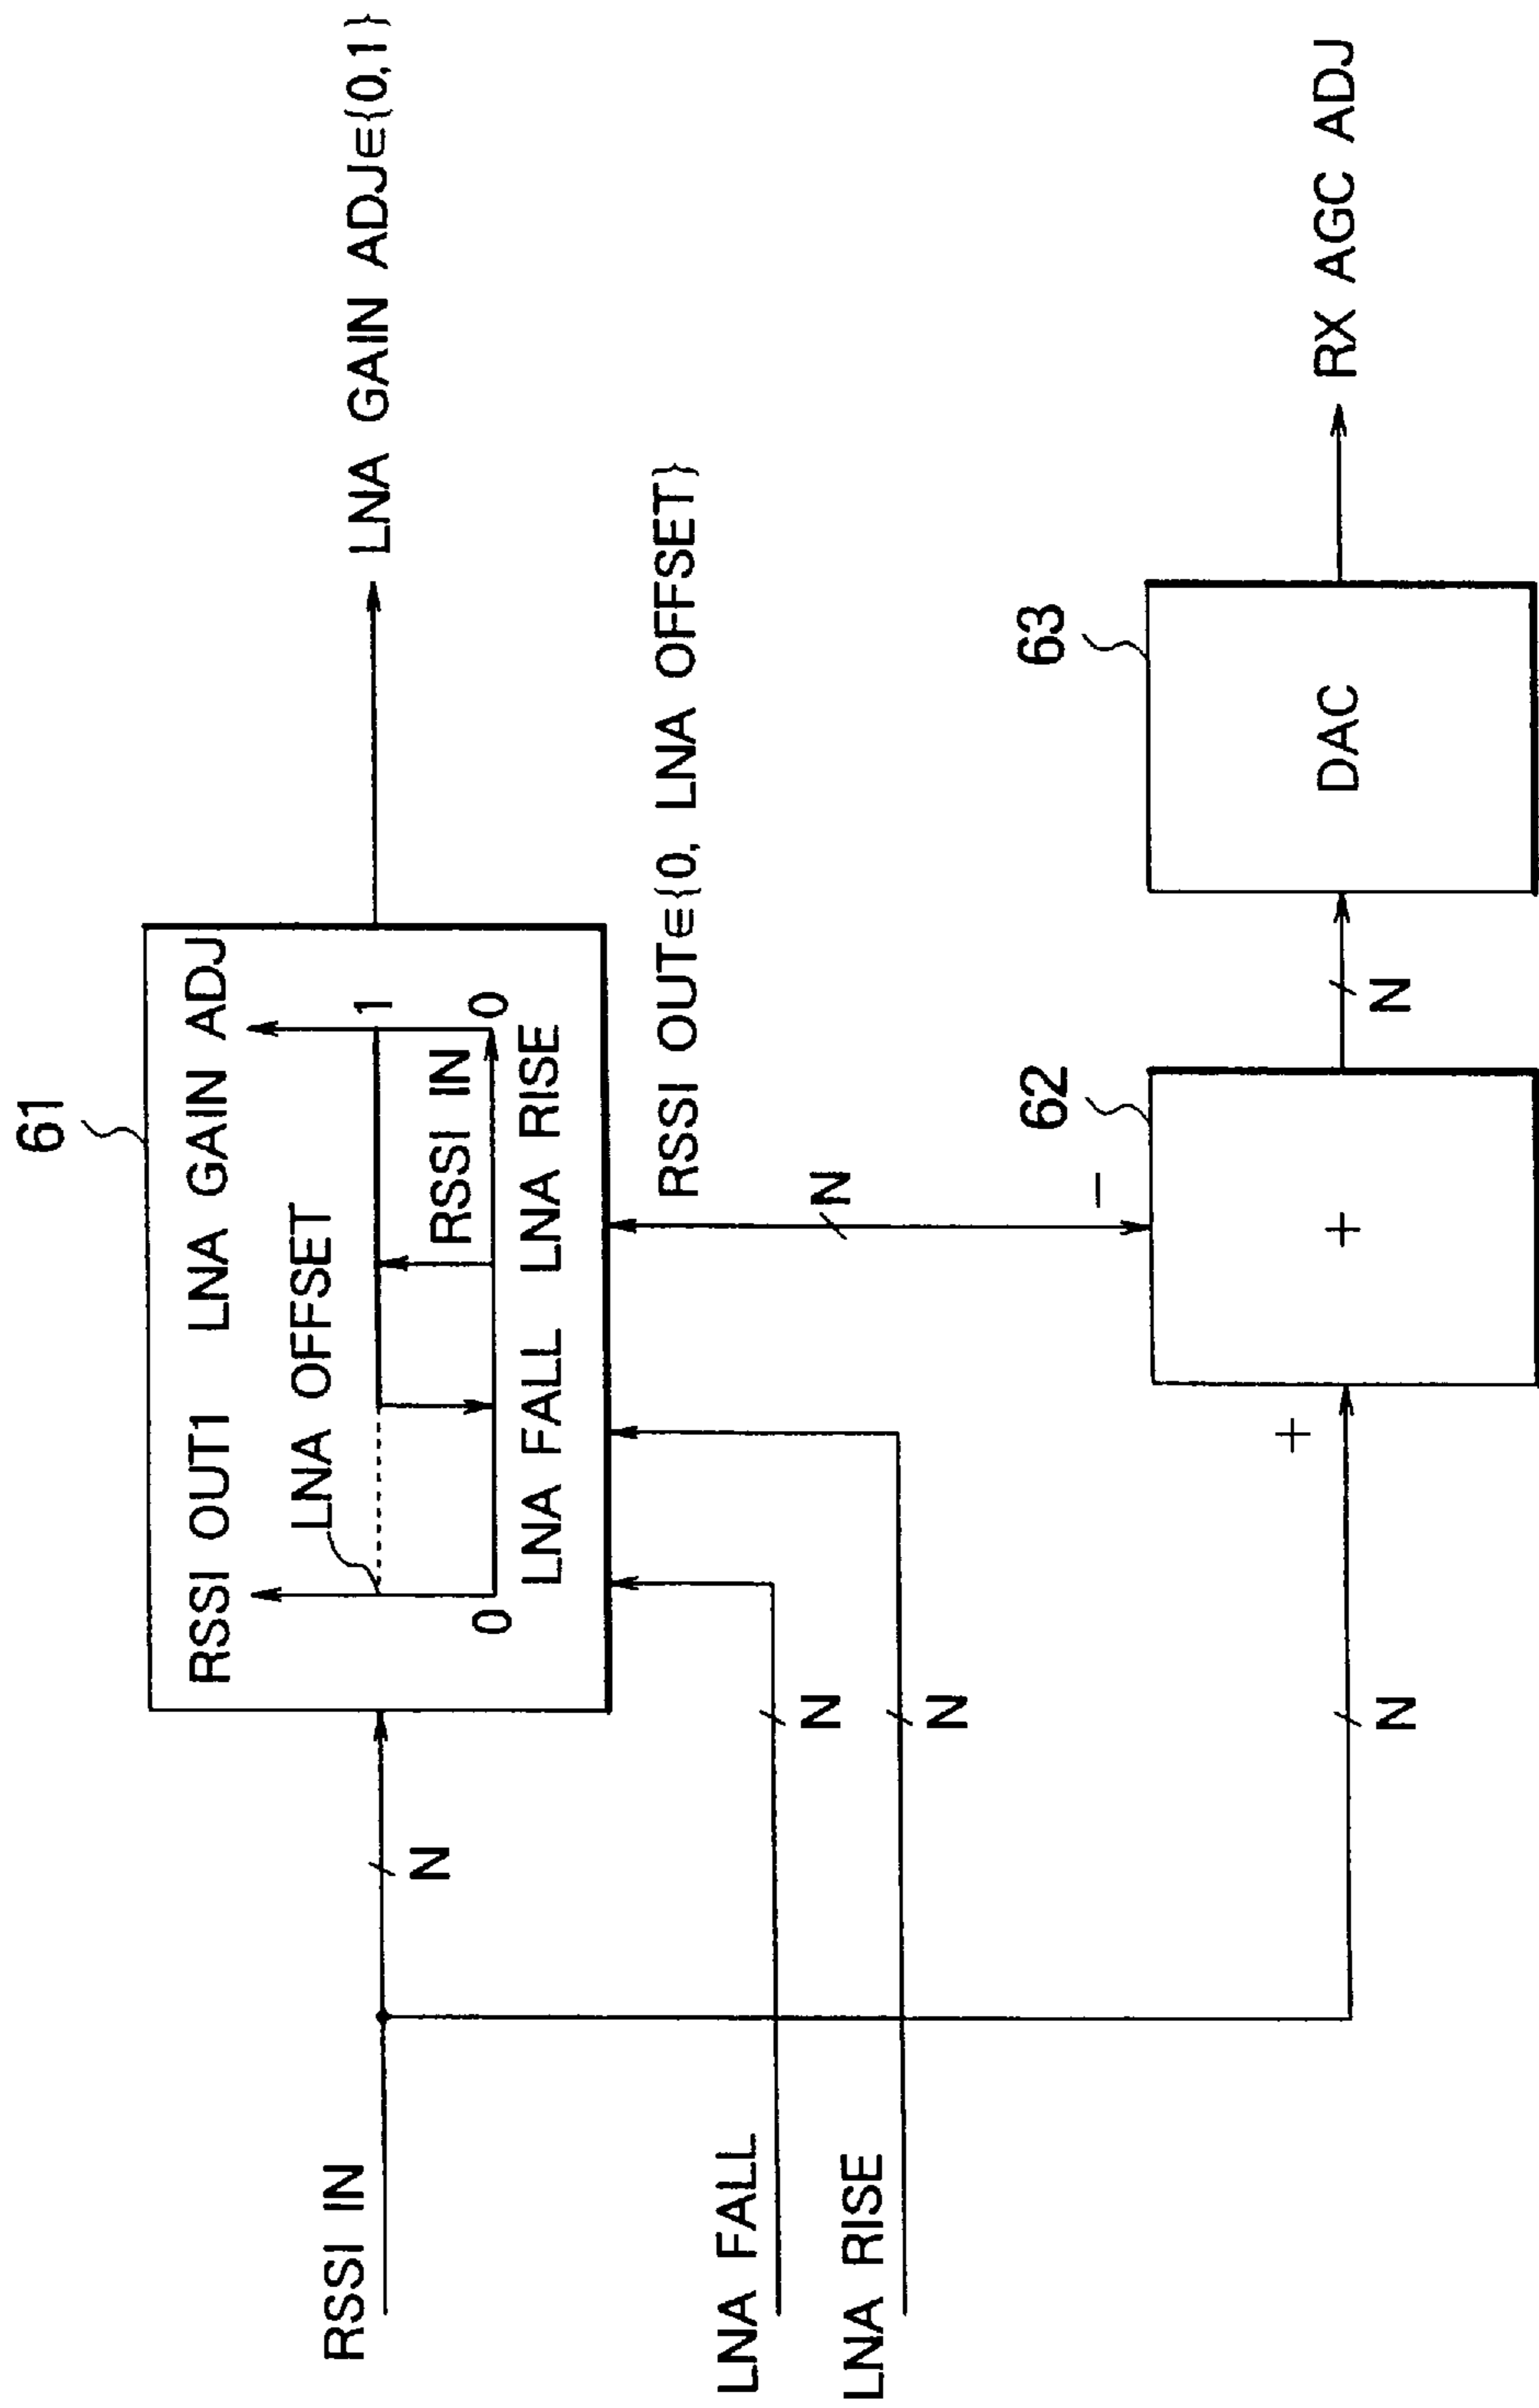 61
RSSI OUT1 LNA GAIN ADJ
LNA OFFSET
1
RSSI IN
0
0
LNA FALL LNA RISE
RSSI IN
N
LNA GAIN ADJ∈{0,1}
LNA FALL
N
LNA RISE
N
RSSI OUT∈{0, LNA OFFSET}
N
−
62
+
+
N
N
63
DAC
RX AGC ADJ